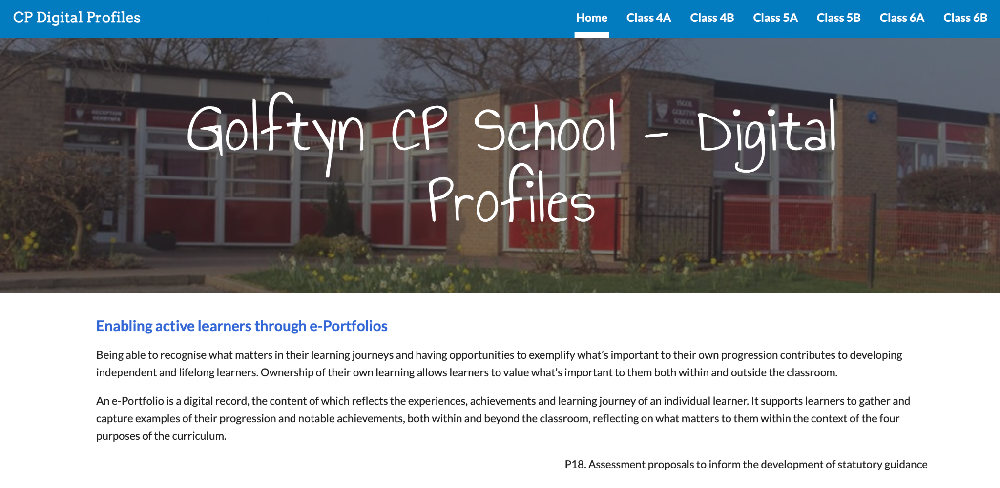 CP Digital Profiles
Home Class 4A Class 4B Class 5A Class 5B Class 6A Class 6B
RECEPTION
DERBYNFA
YSGOL
GOLFTYN
SCHOOL
Golftyn CP School - Digital
Profiles
Enabling active learners through e-Portfolios
Being able to recognise what matters in their learning journeys and having opportunities to exemplify what’s important to their own progression contributes to developing
independent and lifelong learners. Ownership of their own learning allows learners to value what’s important to them both within and outside the classroom.
An e-Portfolio is a digital record, the content of which reflects the experiences, achievements and learning journey of an individual learner. It supports learners to gather and
capture examples of their progression and notable achievements, both within and beyond the classroom, reflecting on what matters to them within the context of the four
purposes of the curriculum.
P18. Assessment proposals to inform the development of statutory guidance